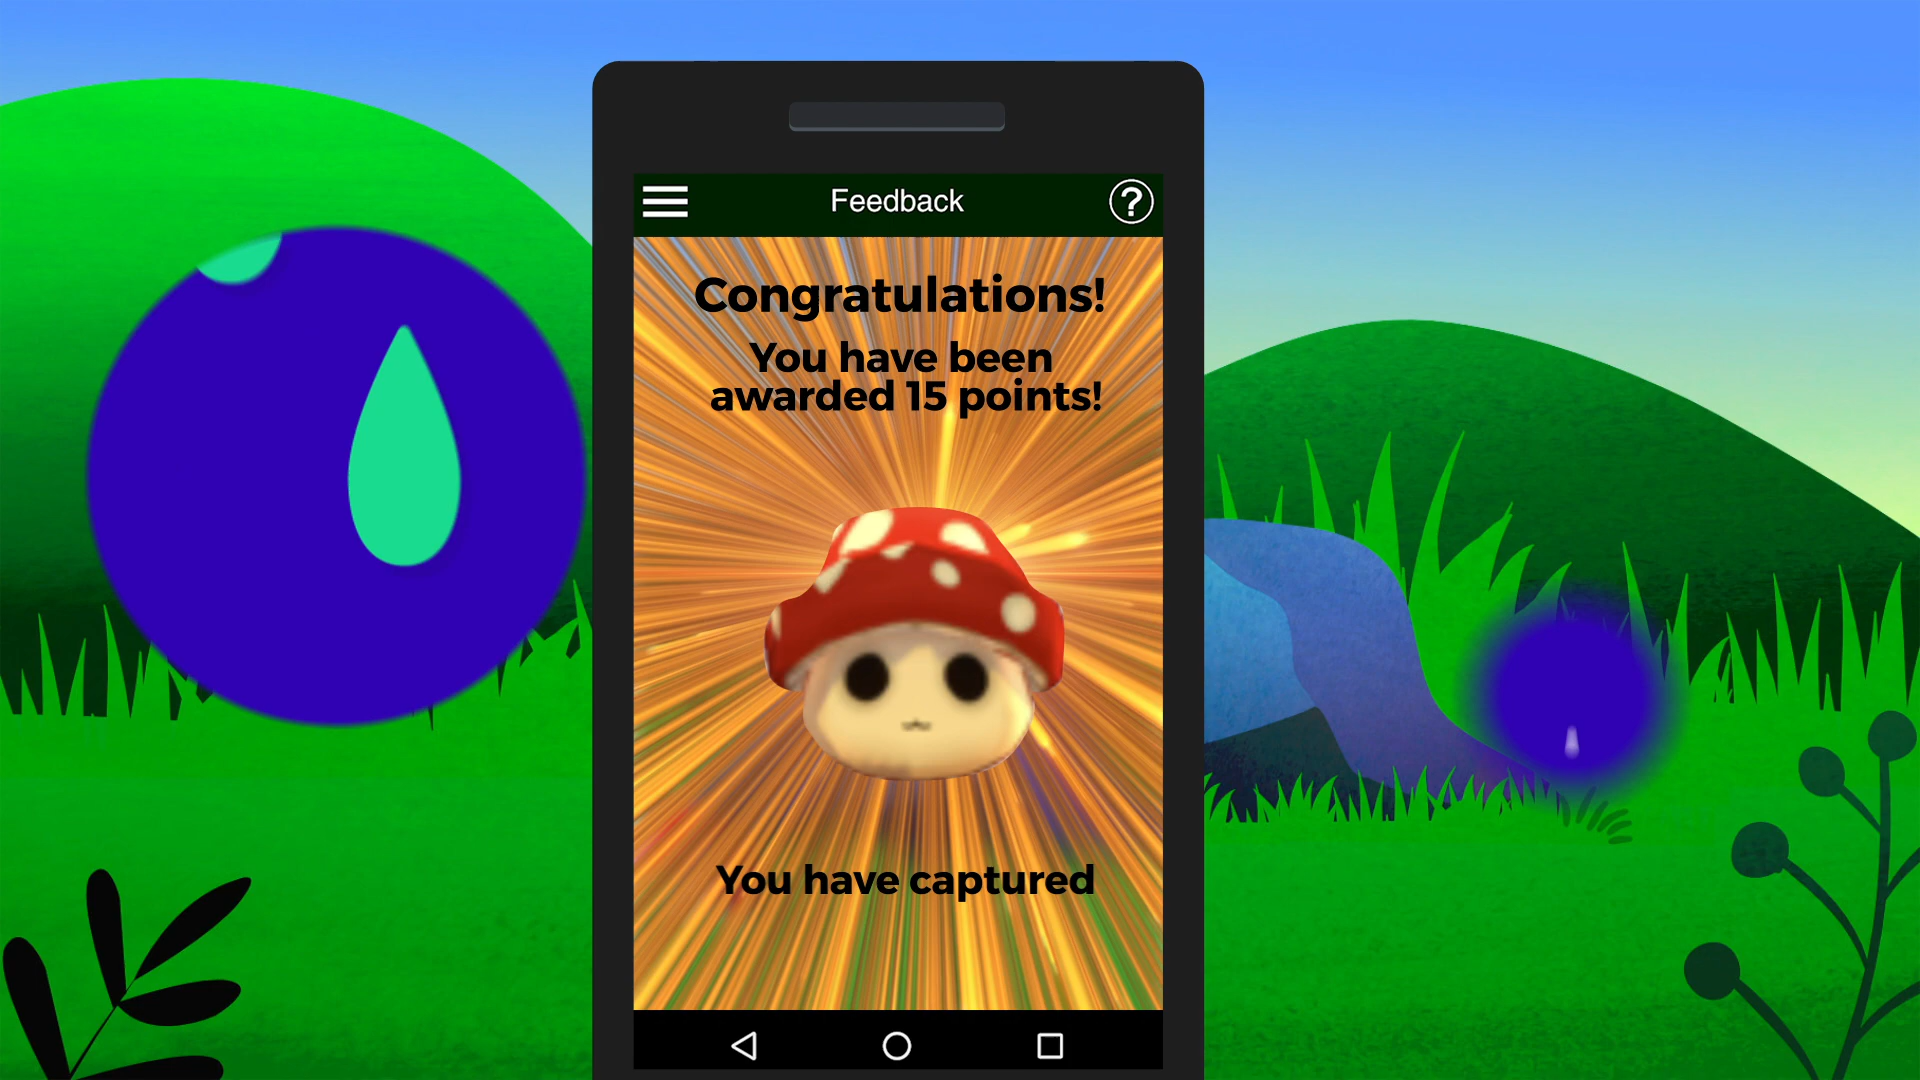 Feedback
?
Congratulations!
You have been
awarded 15 points!
You have captured